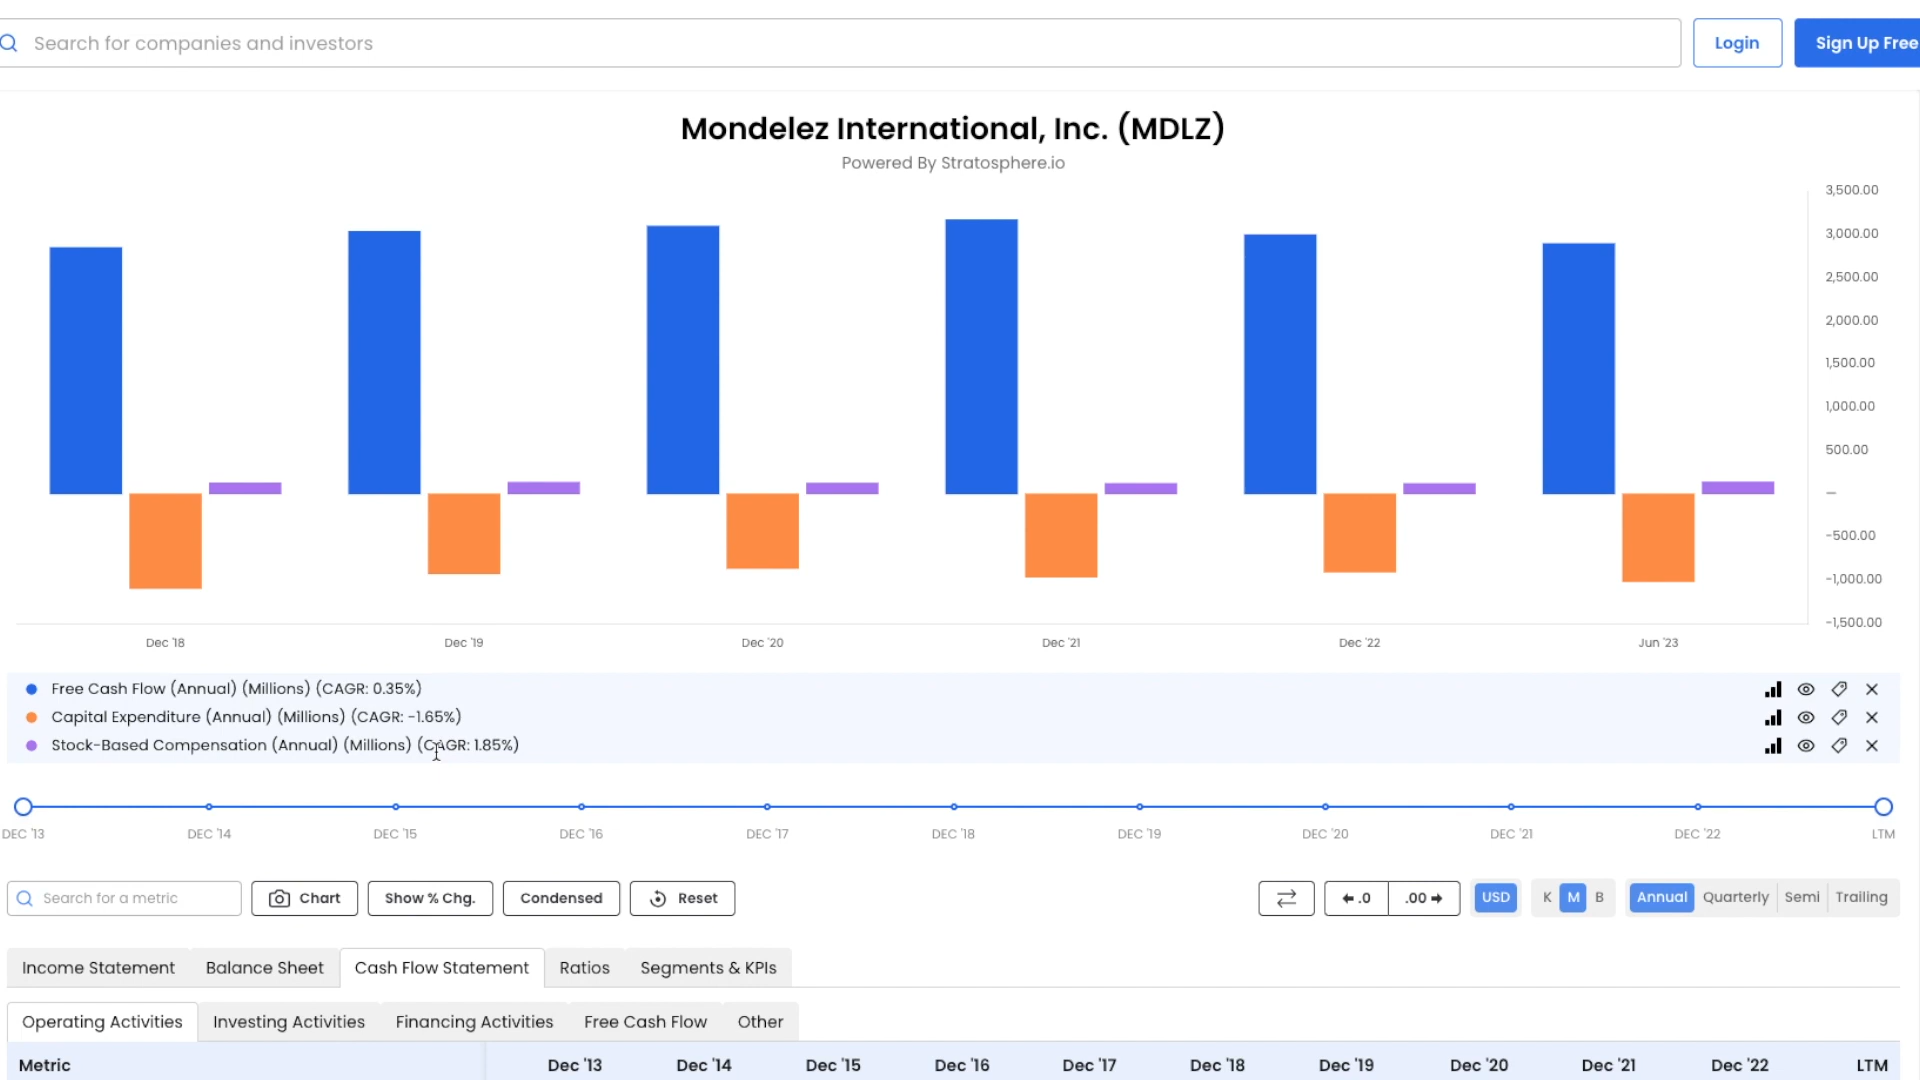 Search for companies and investors
Login
Sign Up Free
Mondelez International, Inc. (MDLZ)
Powered By Stratosphere.io
3,500.00
3,000.00
2,500.00
2,000.00
1,500.00
1,000.00
500.00
–
-500.00
-1,000.00
-1,500.00
Dec '18 Dec '19 Dec '20 Dec '21 Dec '22 Jun '23
Free Cash Flow (Annual) (Millions) (CAGR: 0.35%)
Capital Expenditure (Annual) (Millions) (CAGR: -1.65%)
Stock-Based Compensation (Annual) (Millions) (CAGR: 1.85%)
DEC '13 DEC '14 DEC '15 DEC '16 DEC '17 DEC '18 DEC '19 DEC '20 DEC '21 DEC '22 LTM
Search for a metric Chart Show % Chg. Condensed Reset .0 .00 USD K M B Annual Quarterly Semi Trailing
Income Statement Balance Sheet Cash Flow Statement Ratios Segments & KPIs
Operating Activities Investing Activities Financing Activities Free Cash Flow Other
Metric Dec '13 Dec '14 Dec '15 Dec '16 Dec '17 Dec '18 Dec '19 Dec '20 Dec '21 Dec '22 LTM